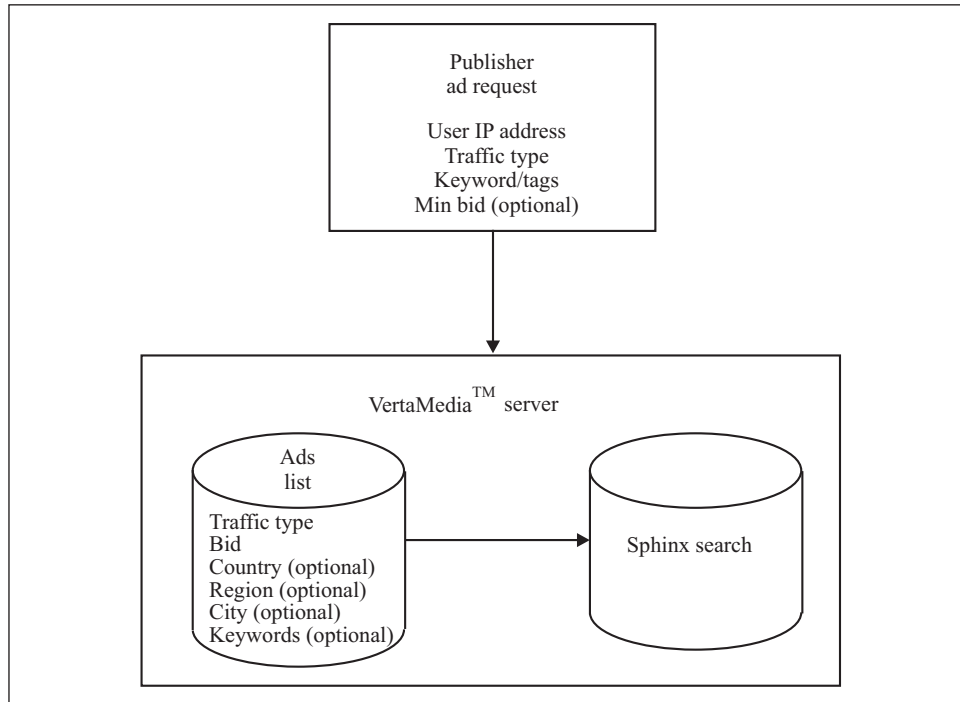 Publisher
ad request
User IP address
Traffic type
Keyword/tags
Min bid (optional)
VertaMedia™ server
Ads
list
Traffic type
Bid
Country (optional)
Region (optional)
City (optional)
Keywords (optional)
Sphinx search